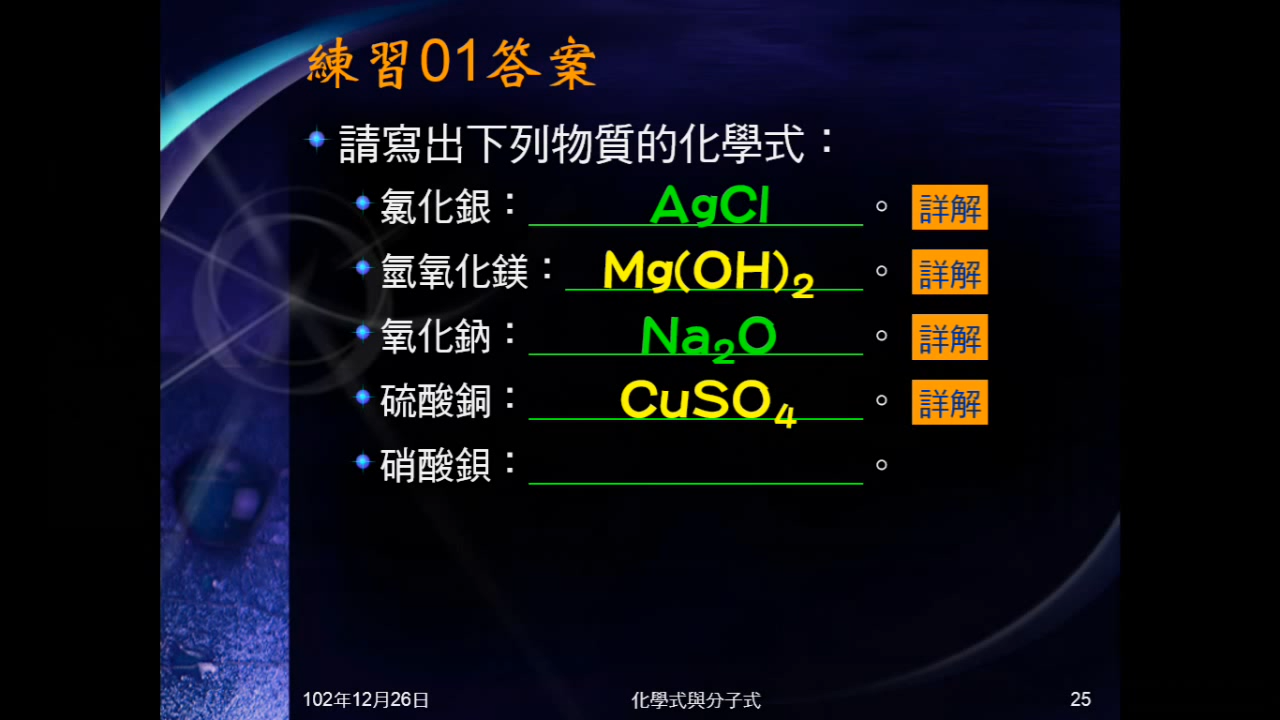 練習01答案
請寫出下列物質的化學式：
氯化銀：AgCl。 詳解
氫氧化鎂：Mg(OH)₂。 詳解
氧化鈉：Na₂O。 詳解
硫酸銅：CuSO₄。 詳解
硝酸鋇：。
102年12月26日 化學式與分子式 25